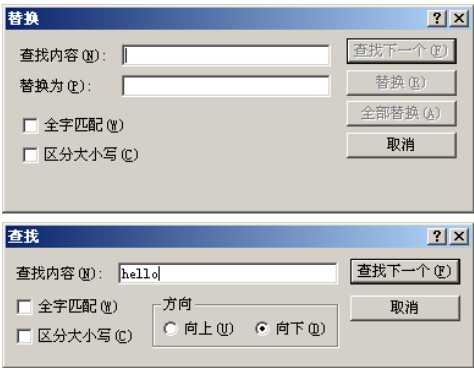 替换
查找内容(N): 查找下一个(F)
替换为(P): 替换(R)
全部替换(A)
全字匹配(W)
区分大小写(C) 取消
查找
查找内容(N): hello 查找下一个(F)
全字匹配(W) 方向 取消
区分大小写(C) 向上(U) 向下(D)